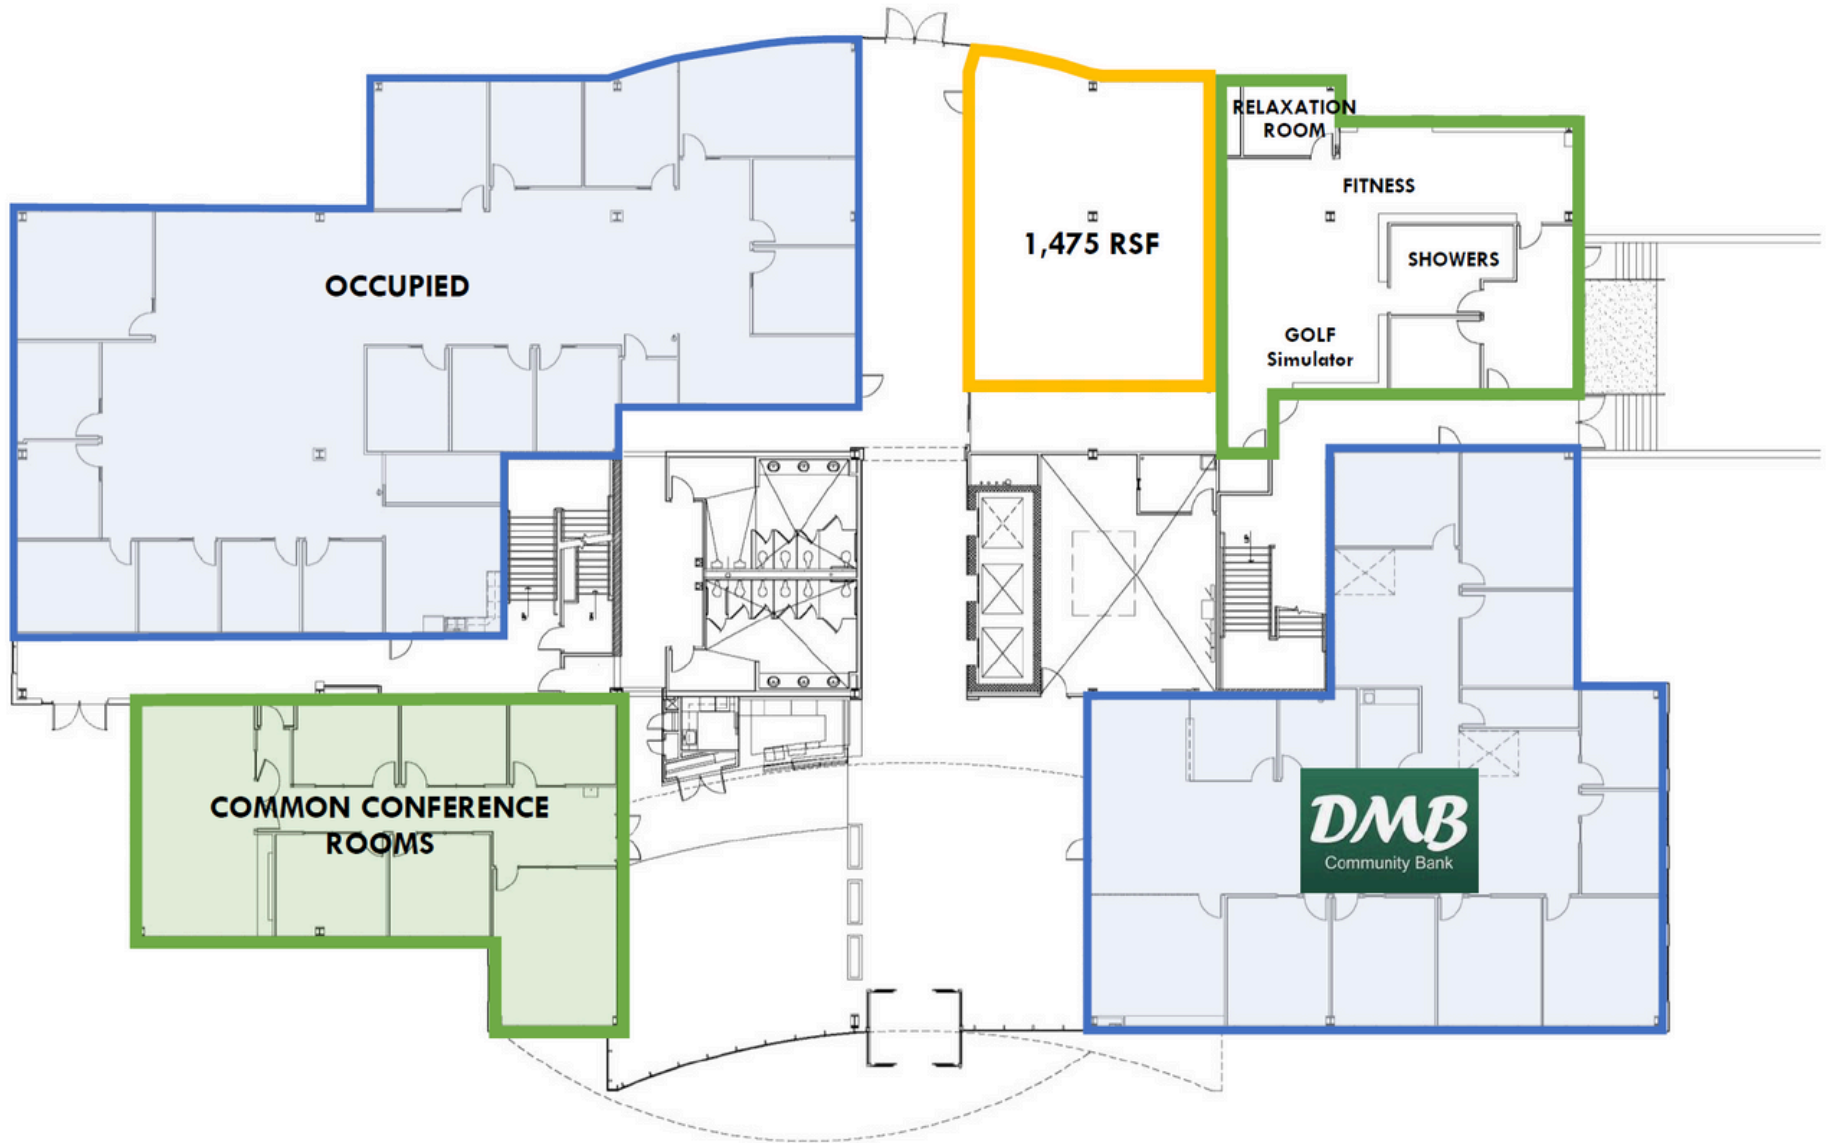 RELAXATION
ROOM
FITNESS
1,475 RSF
SHOWERS
OCCUPIED
GOLF
Simulator
COMMON CONFERENCE
ROOMS
DMB
Community Bank